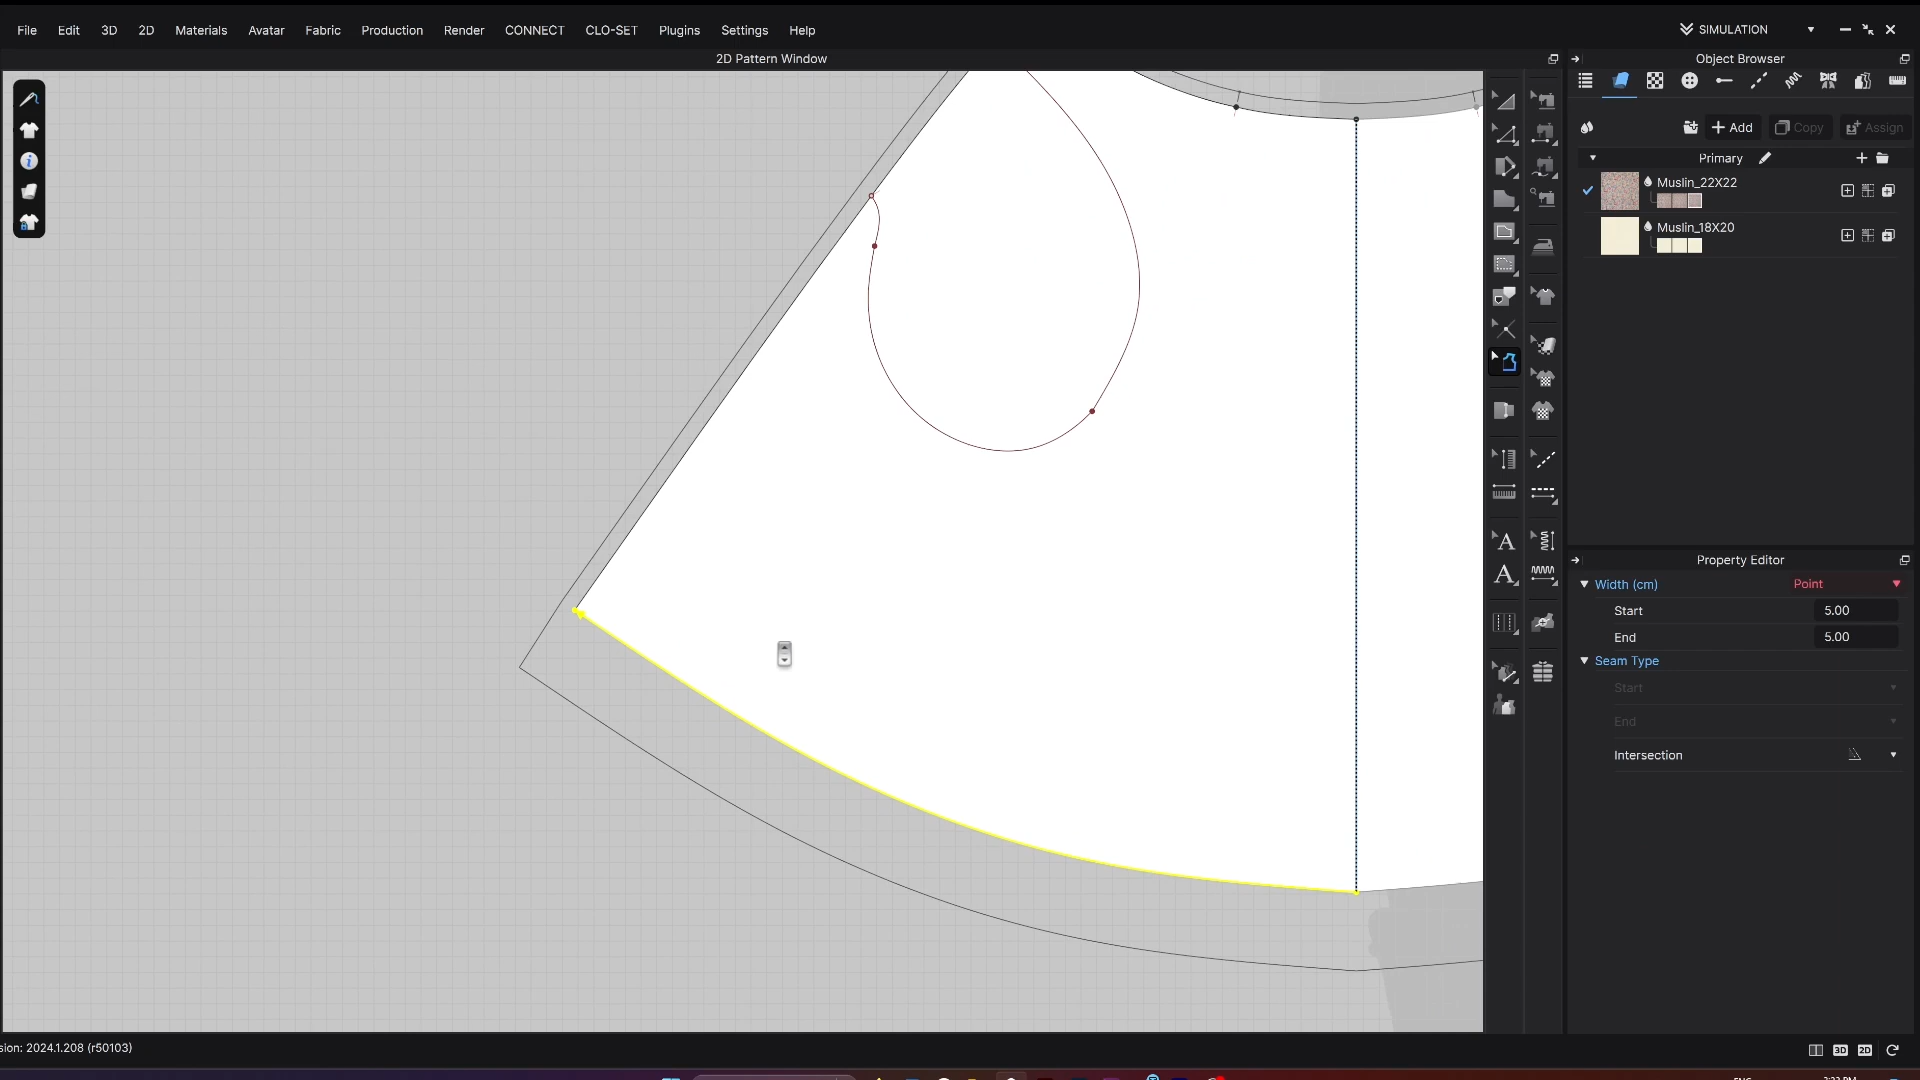 File Edit 3D 2D Materials Avatar Fabric Production Render CONNECT CLO-SET Plugins Settings Help
SIMULATION
2D Pattern Window
Object Browser
Add Copy Assign
Primary
Muslin_22X22
Muslin_18X20
Property Editor
Width (cm) Point
Start 5.00
End 5.00
Seam Type
Start
End
Intersection
A
A
sion: 2024.1.208 (r50103)
3D 2D